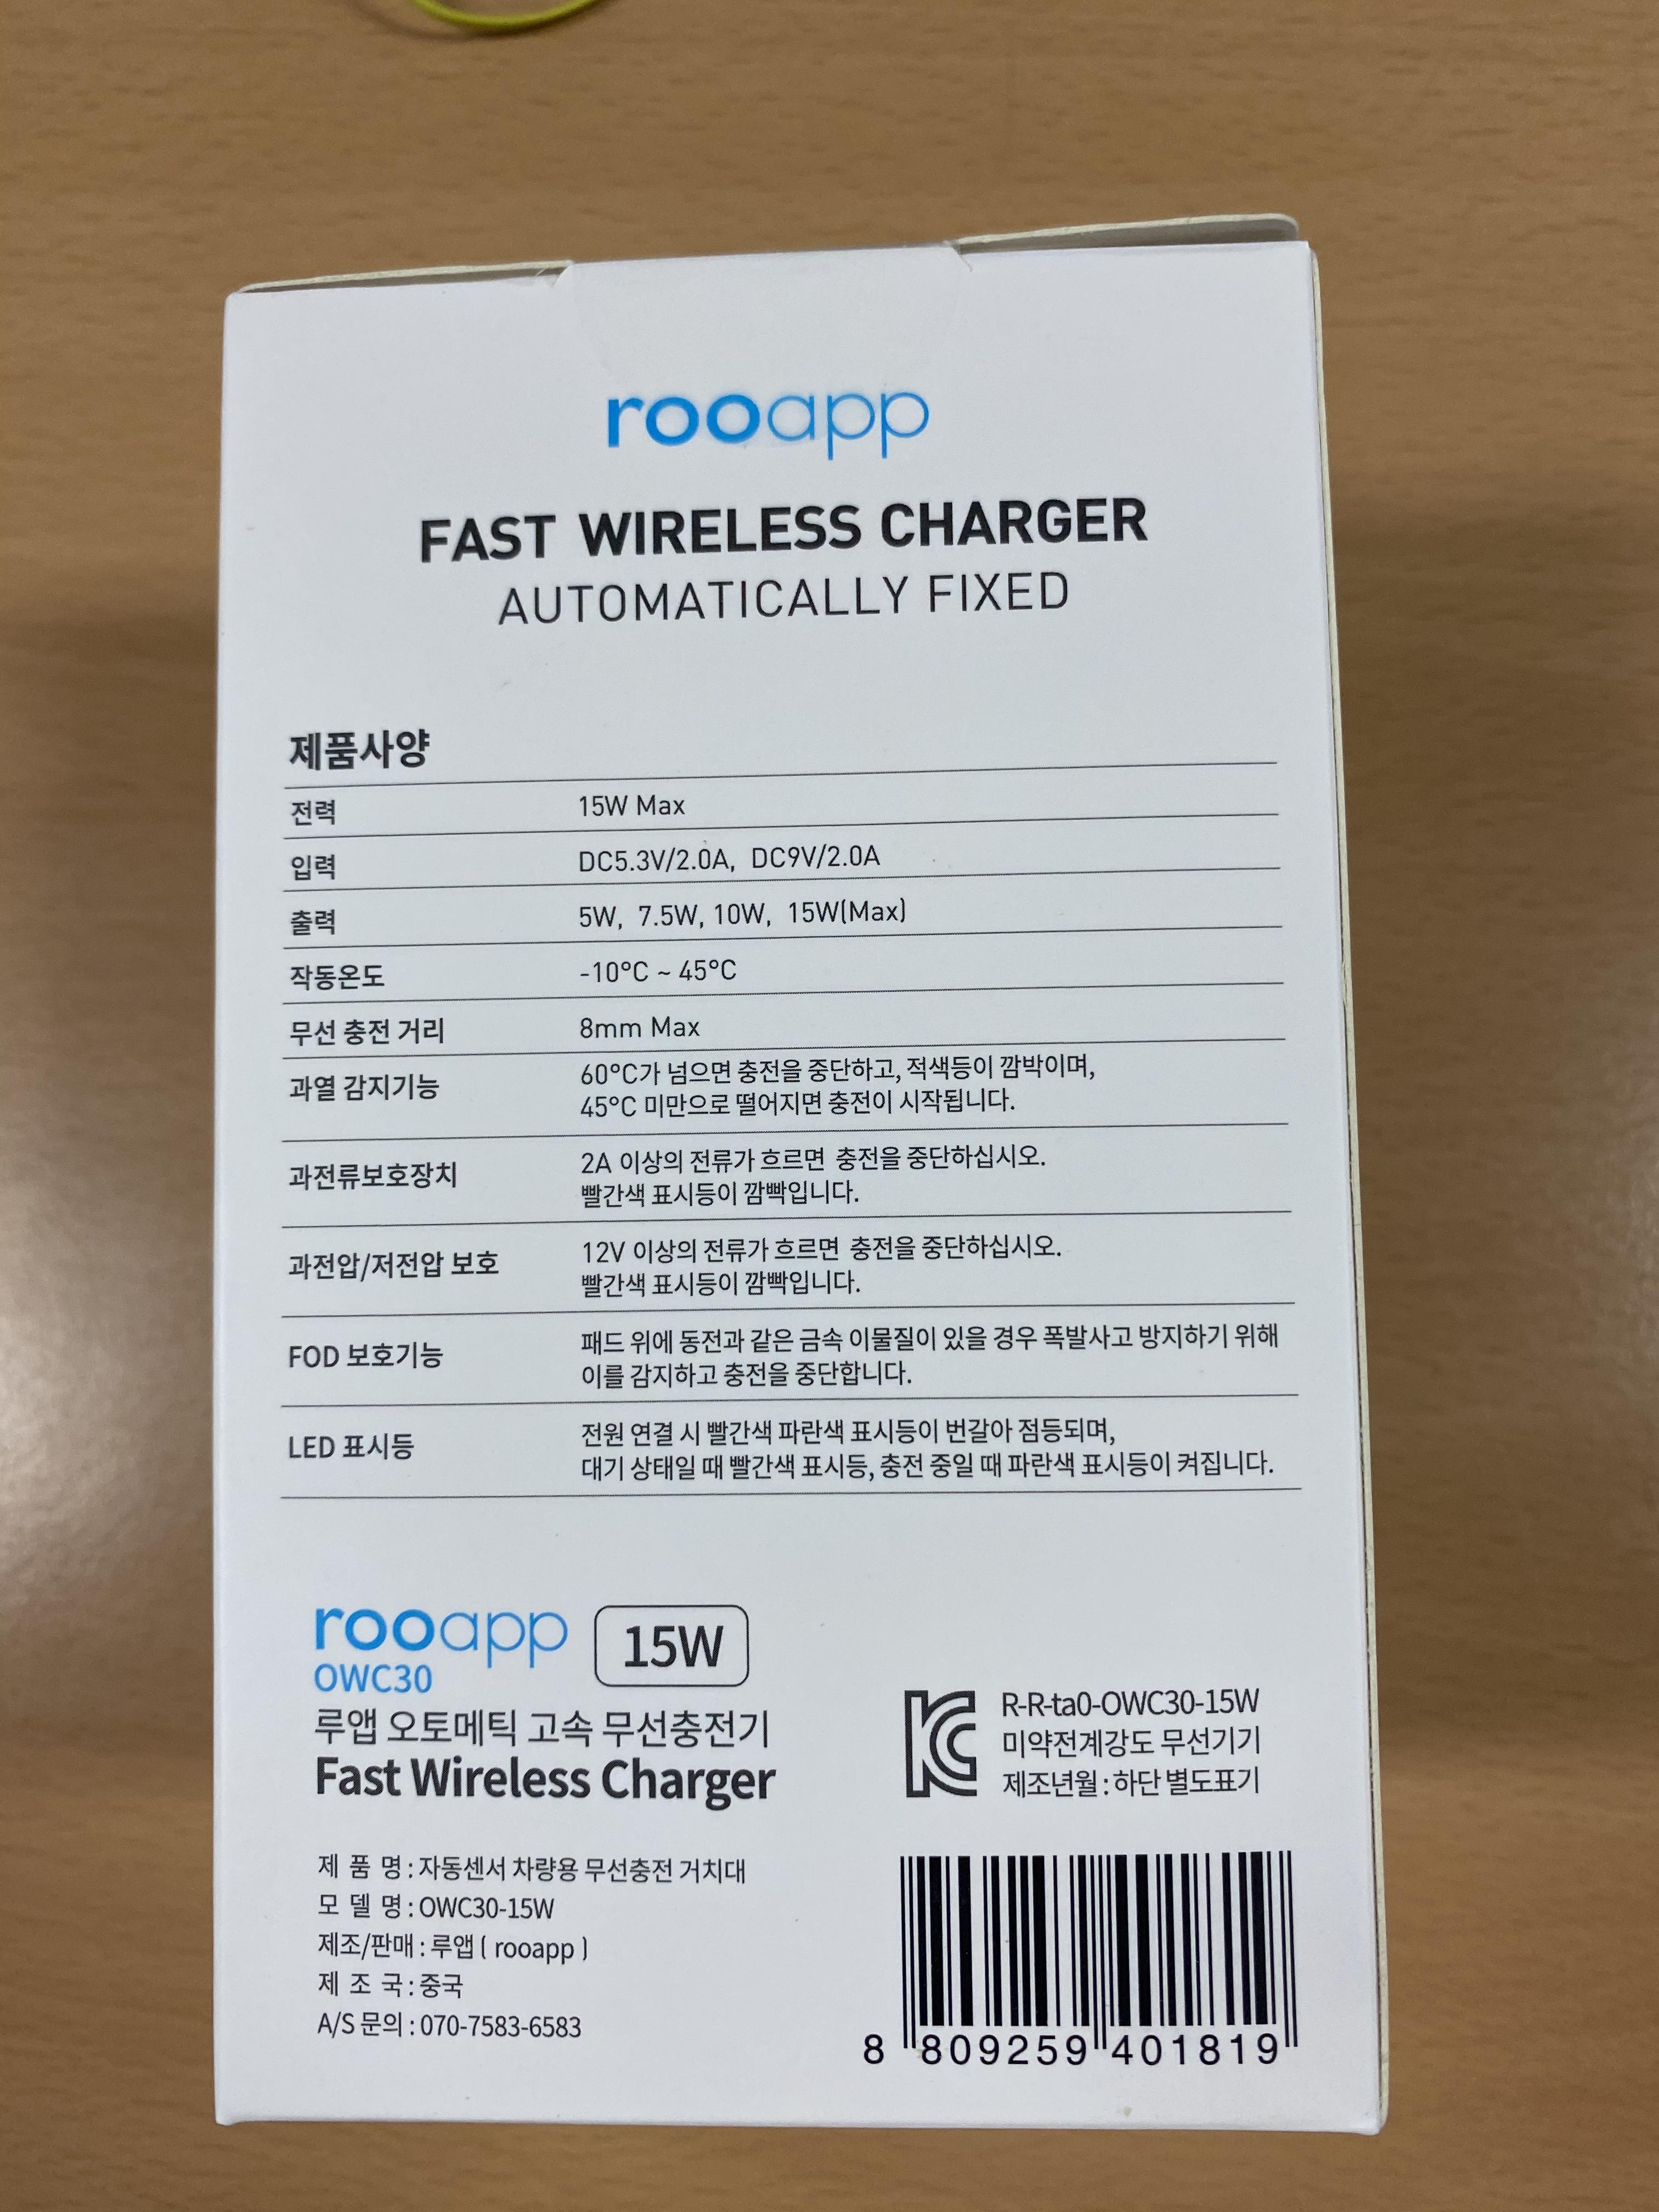 rooapp
FAST WIRELESS CHARGER
AUTOMATICALLY FIXED
제품사양
전력 15W Max
입력 DC5.3V/2.0A, DC9V/2.0A
출력 5W, 7.5W, 10W, 15W(Max)
작동온도 -10°C ~ 45°C
무선 충전 거리 8mm Max
과열 감지기능 60°C가 넘으면 충전을 중단하고, 적색등이 깜박이며,
45°C 미만으로 떨어지면 충전이 시작됩니다.
과전류보호장치 2A 이상의 전류가 흐르면 충전을 중단하십시오.
빨간색 표시등이 깜빡입니다.
과전압/저전압 보호 12V 이상의 전류가 흐르면 충전을 중단하십시오.
빨간색 표시등이 깜빡입니다.
FOD 보호기능 패드 위에 동전과 같은 금속 이물질이 있을 경우 폭발사고 방지하기 위해
이를 감지하고 충전을 중단합니다.
LED 표시등 전원 연결 시 빨간색 파란색 표시등이 번갈아 점등되며,
대기 상태일 때 빨간색 표시등, 충전 중일 때 파란색 표시등이 켜집니다.
rooapp 15W
OWC30
루앱 오토메틱 고속 무선충전기
Fast Wireless Charger
제 품 명 : 자동센서 차량용 무선충전 거치대
모 델 명 : OWC30-15W
제조/판매 : 루앱 ( rooapp )
제 조 국 : 중국
A/S 문의 : 070-7583-6583
KC
R-R-ta0-OWC30-15W
미약전계강도 무선기기
제조년월 : 하단 별도표기
8 809259 401819